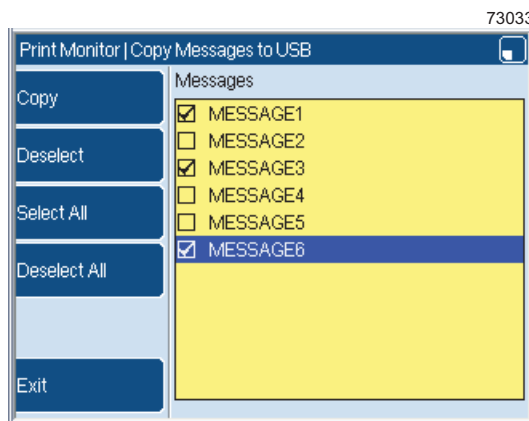 73033
Print Monitor | Copy Messages to USB
Messages
Copy
Deselect
Select All
Deselect All
Exit
MESSAGE1
MESSAGE2
MESSAGE3
MESSAGE4
MESSAGE5
MESSAGE6